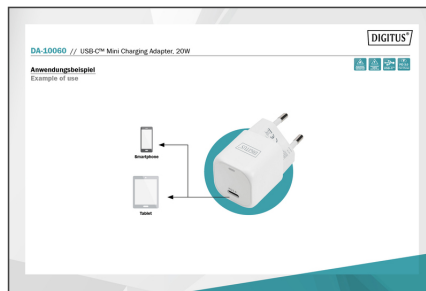 DIGITUS®
DA-10060 // USB-C™ Mini Charging Adapter, 20W
Anwendungsbeispiel
Example of use
Smartphone
Tablet